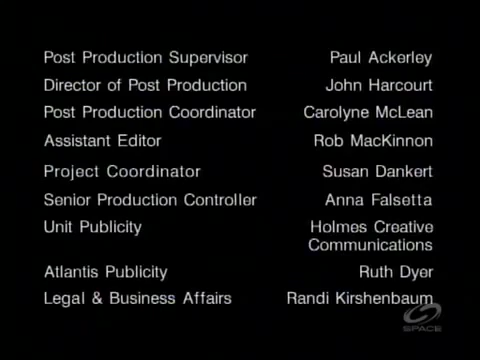 Post Production Supervisor Paul Ackerley
Director of Post Production John Harcourt
Post Production Coordinator Carolyne McLean
Assistant Editor Rob MacKinnon
Project Coordinator Susan Dankert
Senior Production Controller Anna Falsetta
Unit Publicity Holmes Creative
Communications
Atlantis Publicity Ruth Dyer
Legal & Business Affairs Randi Kirshenbaum
SPACE